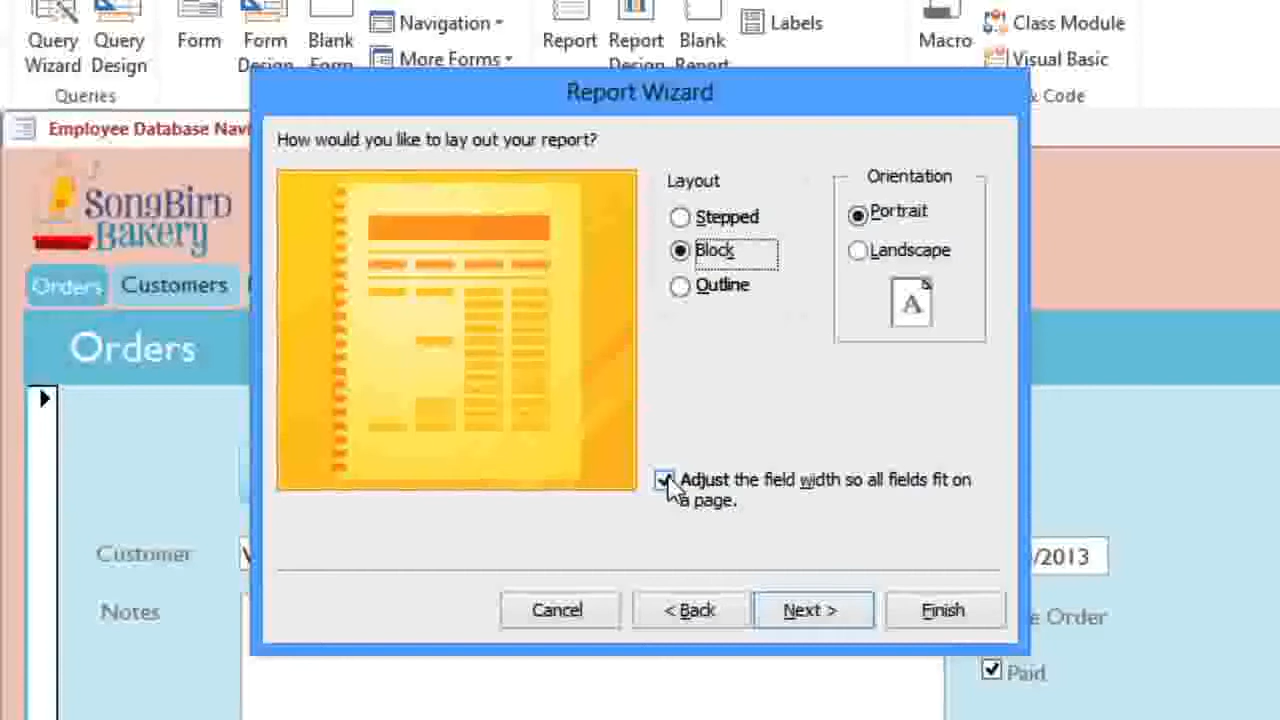 Query Wizard
Query Design
Form
Form Design
Blank Form
Navigation
More Forms
Report
Report Design
Blank Report
Labels
Macro
Class Module
Visual Basic
Queries
& Code
Report Wizard
Employee Database Navi
How would you like to lay out your report?
Layout
Stepped
Block
Outline
Orientation
Portrait
Landscape
A
Adjust the field width so all fields fit on
a page.
Cancel
< Back
Next >
Finish
SongBird
Bakery
Orders
Customers
Orders
Customer
/2013
Notes
e Order
Paid